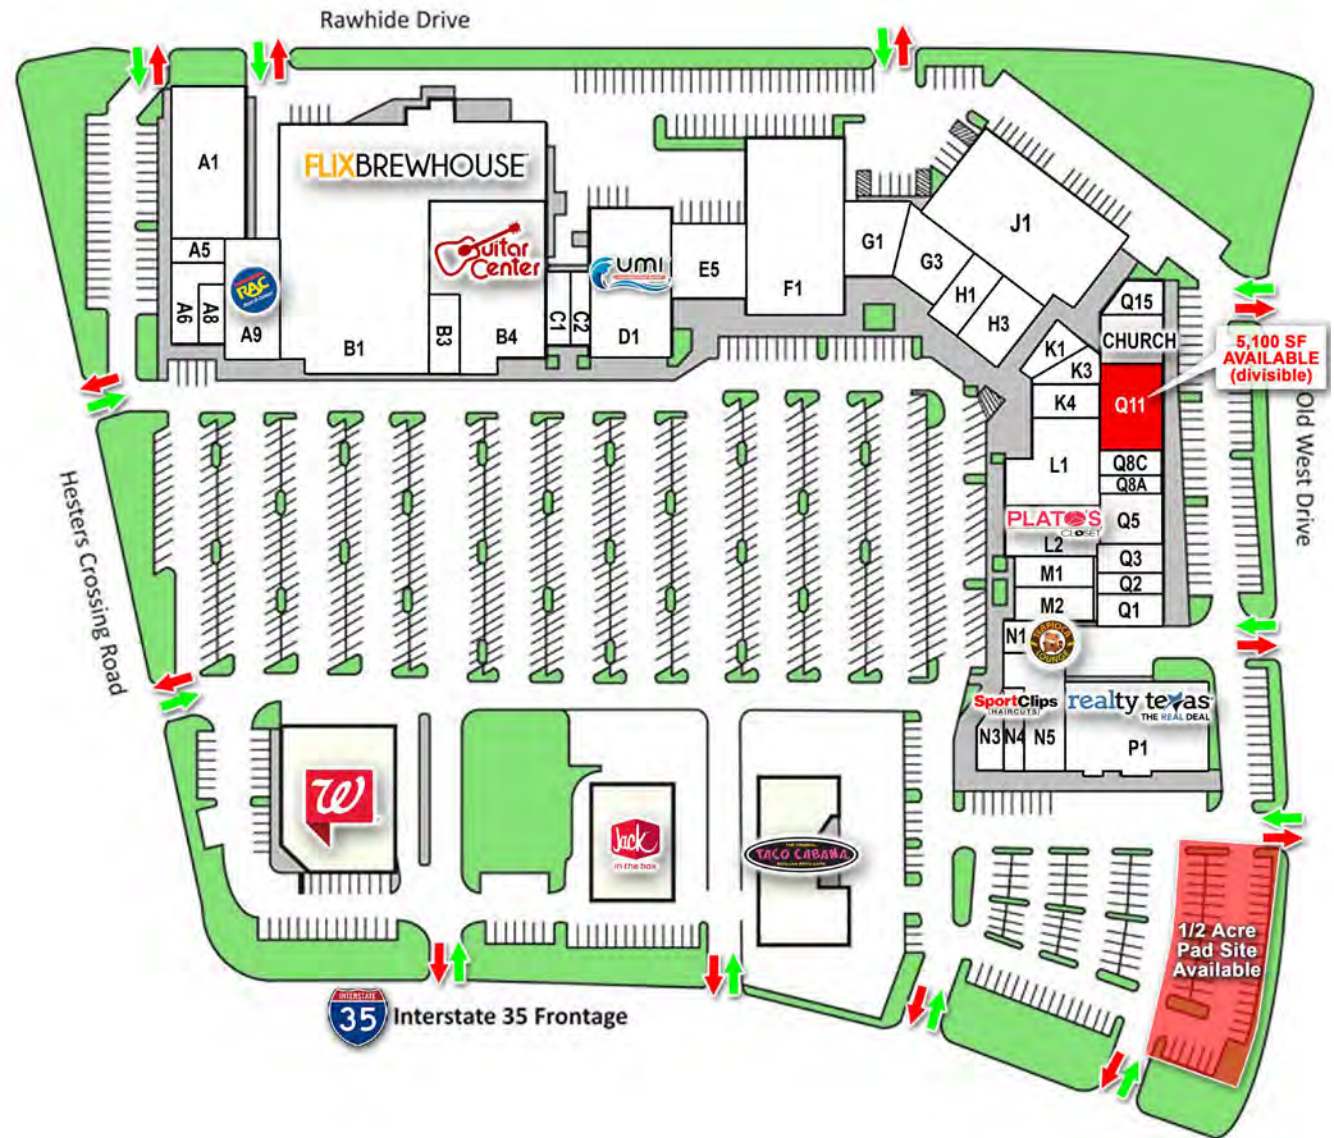 Rawhide Drive
A1
FLIXBREWHOUSE
Guitar
Center
UMI
A5
RAC
A6
A8
A9
B1
B3
B4
C1
C2
D1
E5
F1
G1
G3
H1
H3
J1
Q15
CHURCH
5,100 SF
AVAILABLE
(divisible)
K1
K3
K4
Q11
L1
Q8C
Q8A
PLATO'S
CLOSET
L2
Q5
M1
Q3
Q2
M2
Q1
N1
TAPIOCA
LOUNGE
Old West Drive
Hesters Crossing Road
SportClips
HAIRCUTS
realty texas
THE REAL DEAL
N3
N4
N5
P1
W
Jack
in the box
TACO CABANA
1/2 Acre
Pad Site
Available
INTERSTATE
35
Interstate 35 Frontage